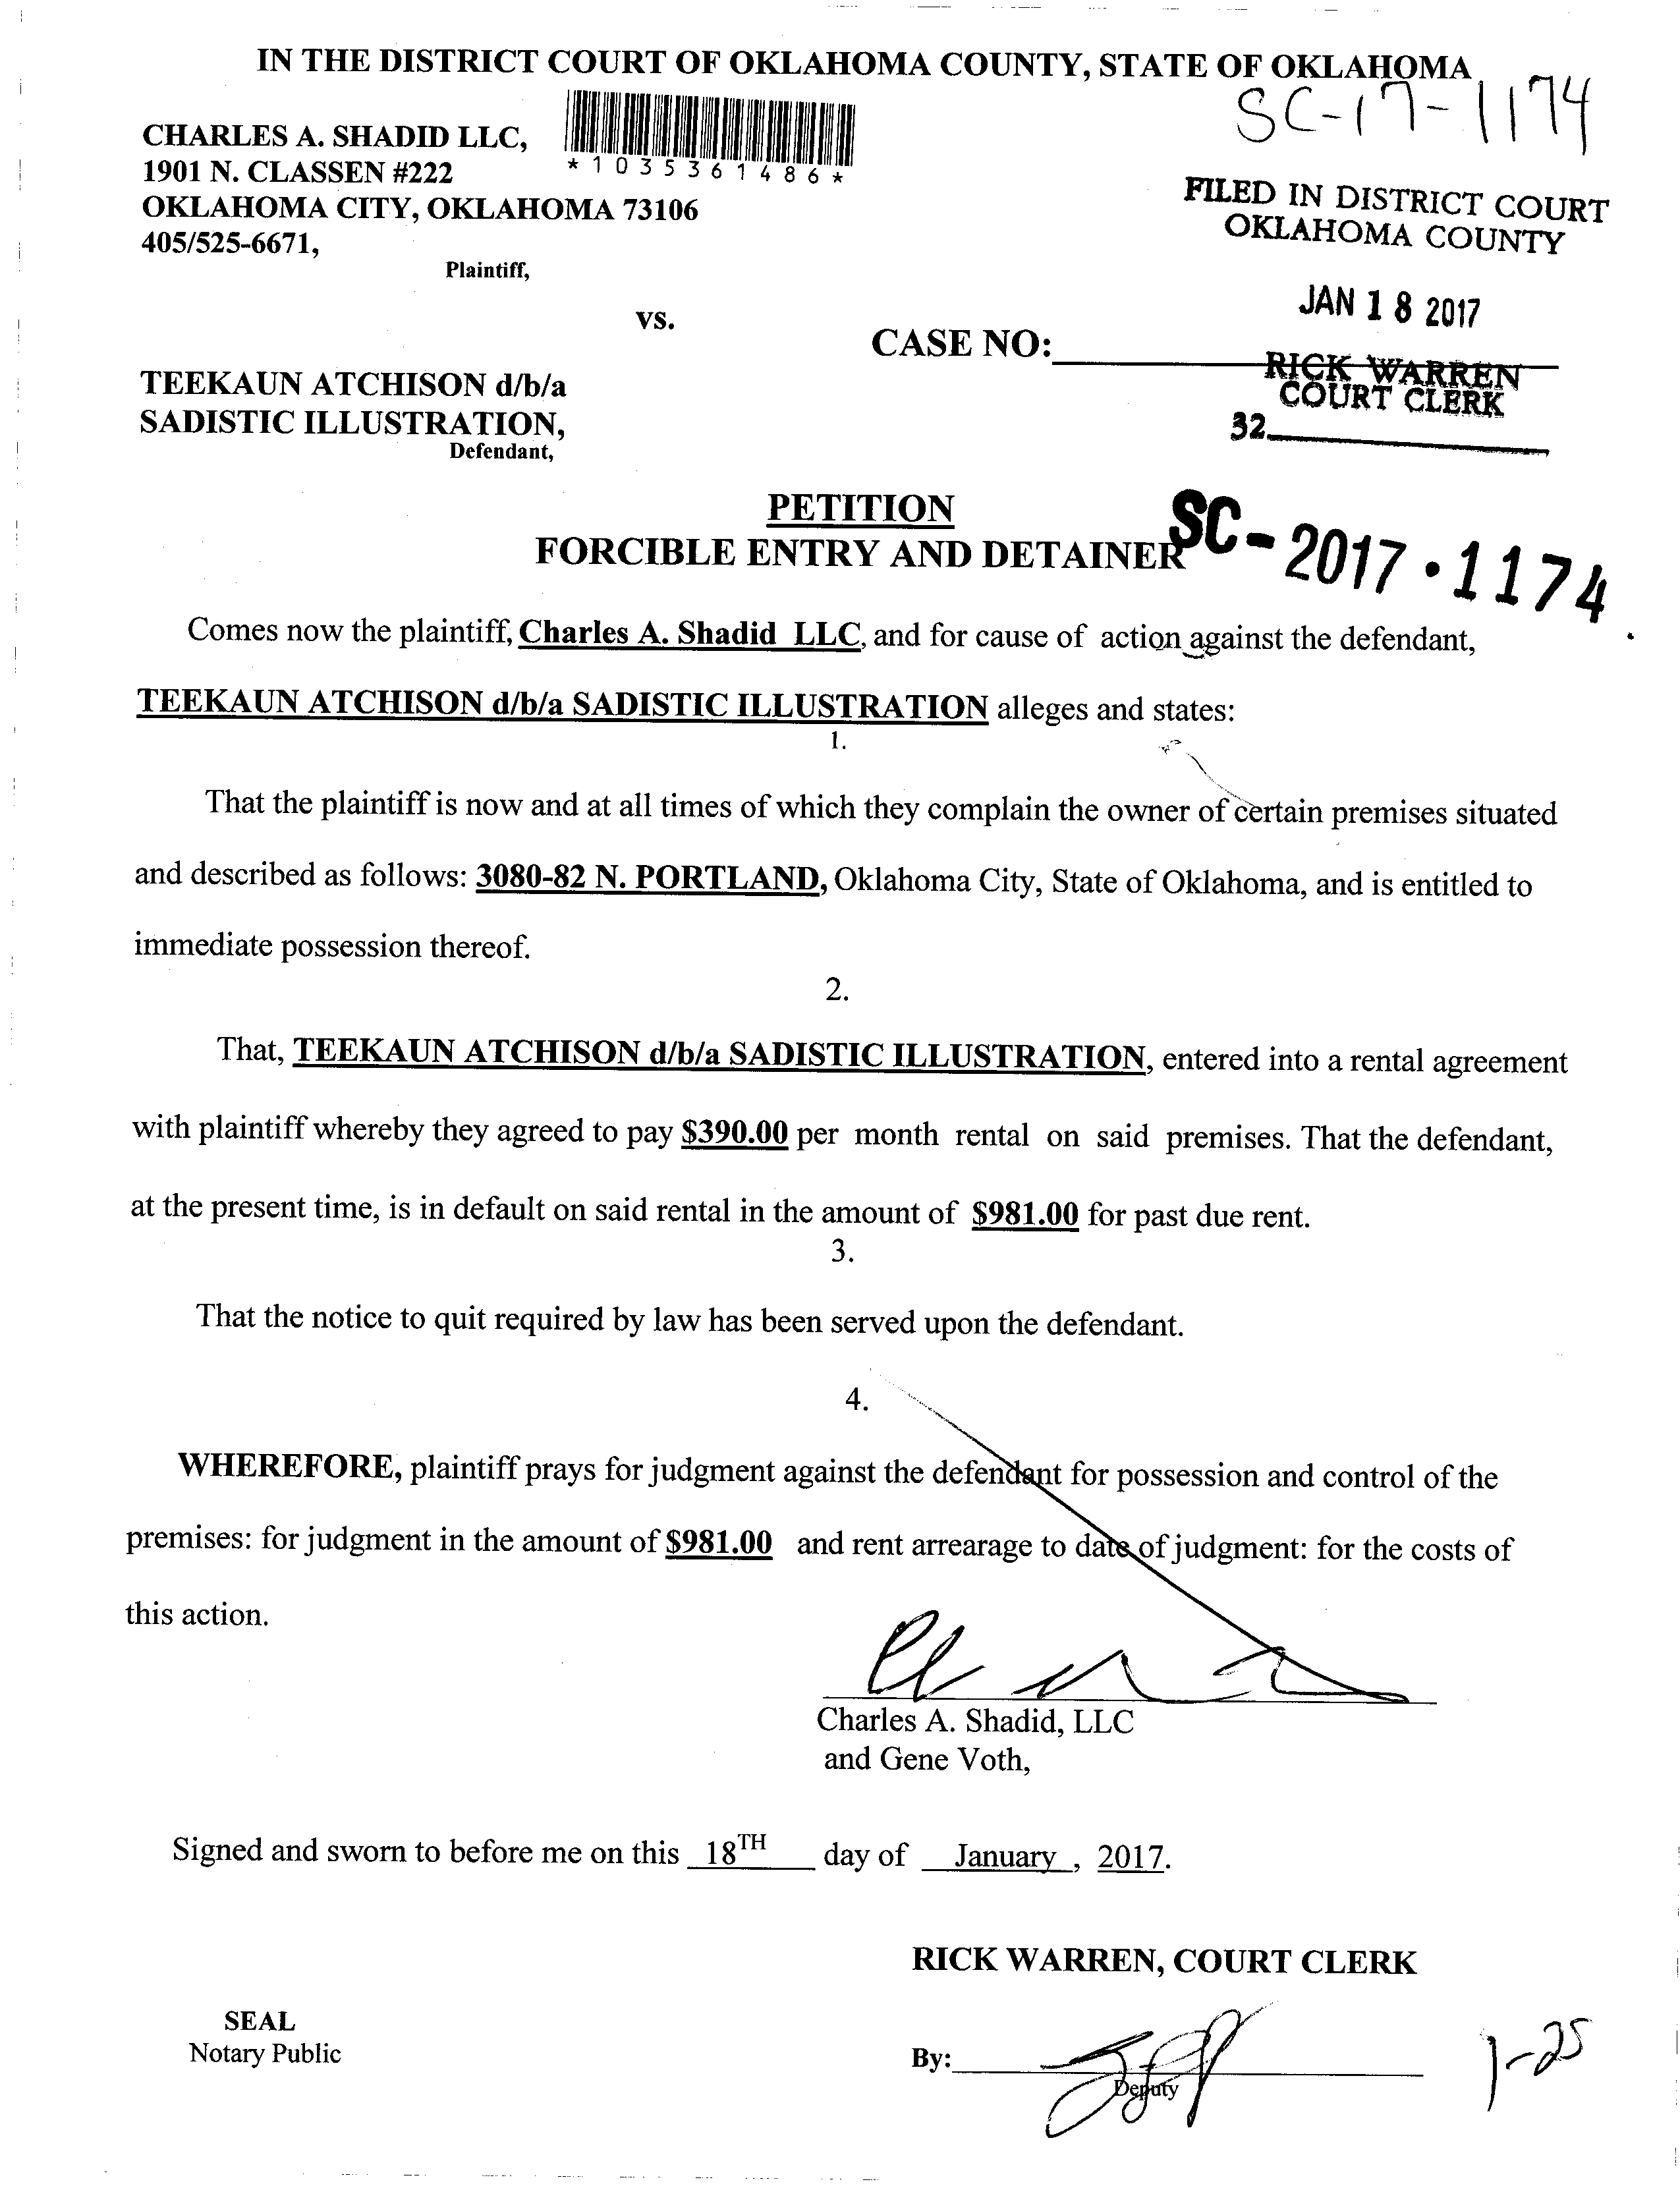 IN THE DISTRICT COURT OF OKLAHOMA COUNTY, STATE OF OKLAHOMA
SC-17-1174
CHARLES A. SHADID LLC,
1901 N. CLASSEN #222
*1035361486*
OKLAHOMA CITY, OKLAHOMA 73106
405/525-6671,
Plaintiff,
FILED IN DISTRICT COURT
OKLAHOMA COUNTY
JAN 18 2017
vs.
CASE NO:
RICK WARREN
COURT CLERK
32
TEEKAUN ATCHISON d/b/a
SADISTIC ILLUSTRATION,
Defendant,
PETITION
FORCIBLE ENTRY AND DETAINER
SC-2017·1174
Comes now the plaintiff, Charles A. Shadid LLC, and for cause of action against the defendant,
TEEKAUN ATCHISON d/b/a SADISTIC ILLUSTRATION alleges and states:
1.
That the plaintiff is now and at all times of which they complain the owner of certain premises situated
and described as follows: 3080-82 N. PORTLAND, Oklahoma City, State of Oklahoma, and is entitled to
immediate possession thereof.
2.
That, TEEKAUN ATCHISON d/b/a SADISTIC ILLUSTRATION, entered into a rental agreement
with plaintiff whereby they agreed to pay $390.00 per month rental on said premises. That the defendant,
at the present time, is in default on said rental in the amount of $981.00 for past due rent.
3.
That the notice to quit required by law has been served upon the defendant.
4.
WHEREFORE, plaintiff prays for judgment against the defendant for possession and control of the
premises: for judgment in the amount of $981.00 and rent arrearage to date of judgment: for the costs of
this action.
Charles A. Shadid, LLC
and Gene Voth,
Signed and sworn to before me on this 18TH day of January, 2017.
RICK WARREN, COURT CLERK
SEAL
Notary Public
By:
Deputy
1-25